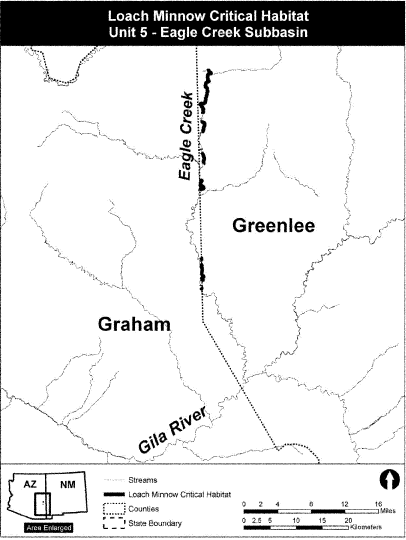 Loach Minnow Critical Habitat
Unit 5 - Eagle Creek Subbasin
Eagle Creek
Greenlee
Graham
Gila River
AZ NM
Area Enlarged
Streams
Loach Minnow Critical Habitat
Counties
State Boundary
0 2 4 8 12 16
Miles
0 2.5 5 10 15 20
Kilometers